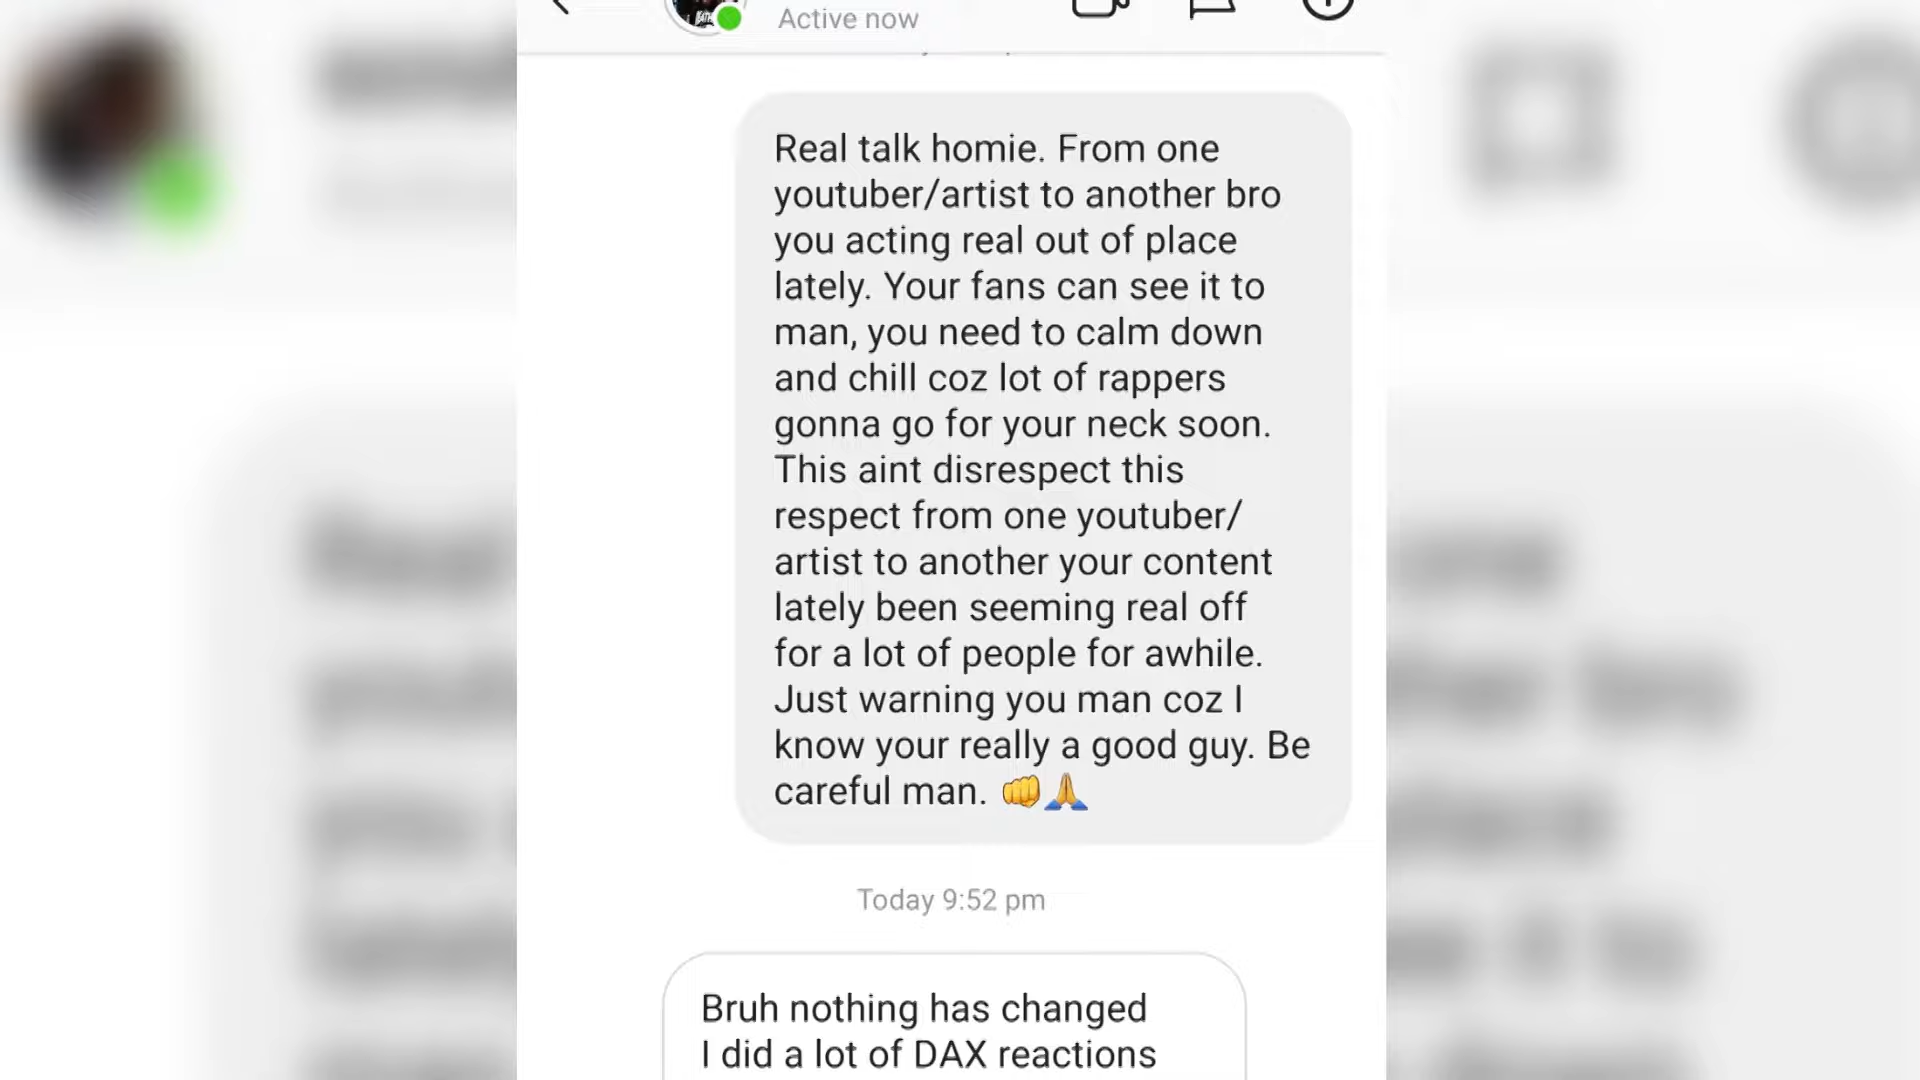 Active now
Real talk homie. From one
youtuber/artist to another bro
you acting real out of place
lately. Your fans can see it to
man, you need to calm down
and chill coz lot of rappers
gonna go for your neck soon.
This aint disrespect this
respect from one youtuber/
artist to another your content
lately been seeming real off
for a lot of people for awhile.
Just warning you man coz I
know your really a good guy. Be
careful man. 👊🙏
Today 9:52 pm
Bruh nothing has changed
I did a lot of DAX reactions